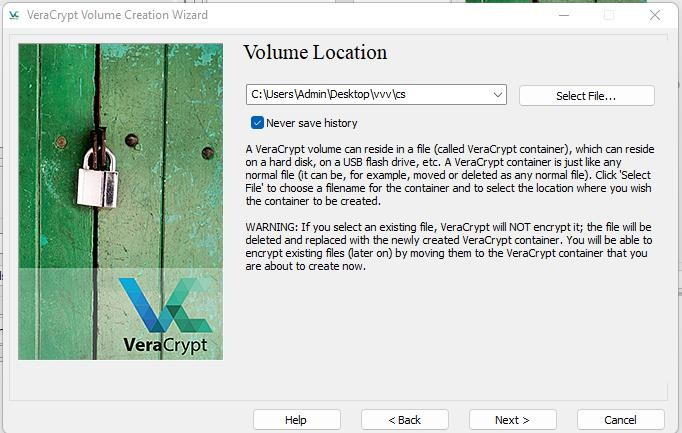 VeraCrypt Volume Creation Wizard
Volume Location
C:\Users\Admin\Desktop\vvv\cs
Select File...
Never save history
A VeraCrypt volume can reside in a file (called VeraCrypt container), which can reside
on a hard disk, on a USB flash drive, etc. A VeraCrypt container is just like any
normal file (it can be, for example, moved or deleted as any normal file). Click 'Select
File' to choose a filename for the container and to select the location where you wish
the container to be created.
WARNING: If you select an existing file, VeraCrypt will NOT encrypt it; the file will be
deleted and replaced with the newly created VeraCrypt container. You will be able to
encrypt existing files (later on) by moving them to the VeraCrypt container that you
are about to create now.
VeraCrypt
Help
< Back
Next >
Cancel